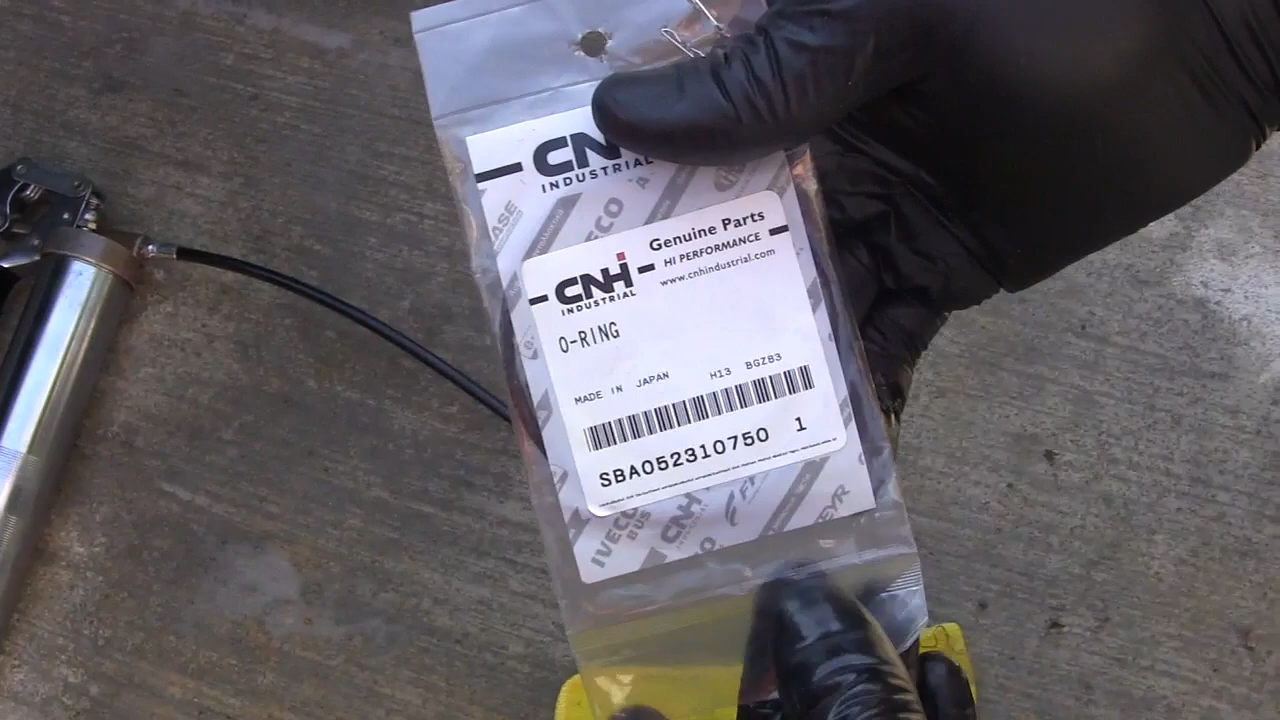 INDUSTRIAL
Genuine Parts
HI PERFORMANCE
www.cnhindustrial.com
CNH
INDUSTRIAL
O-RING
MADE IN JAPAN H13 BGZ83
SBA052310750 1
IVECO
BUS
CNH